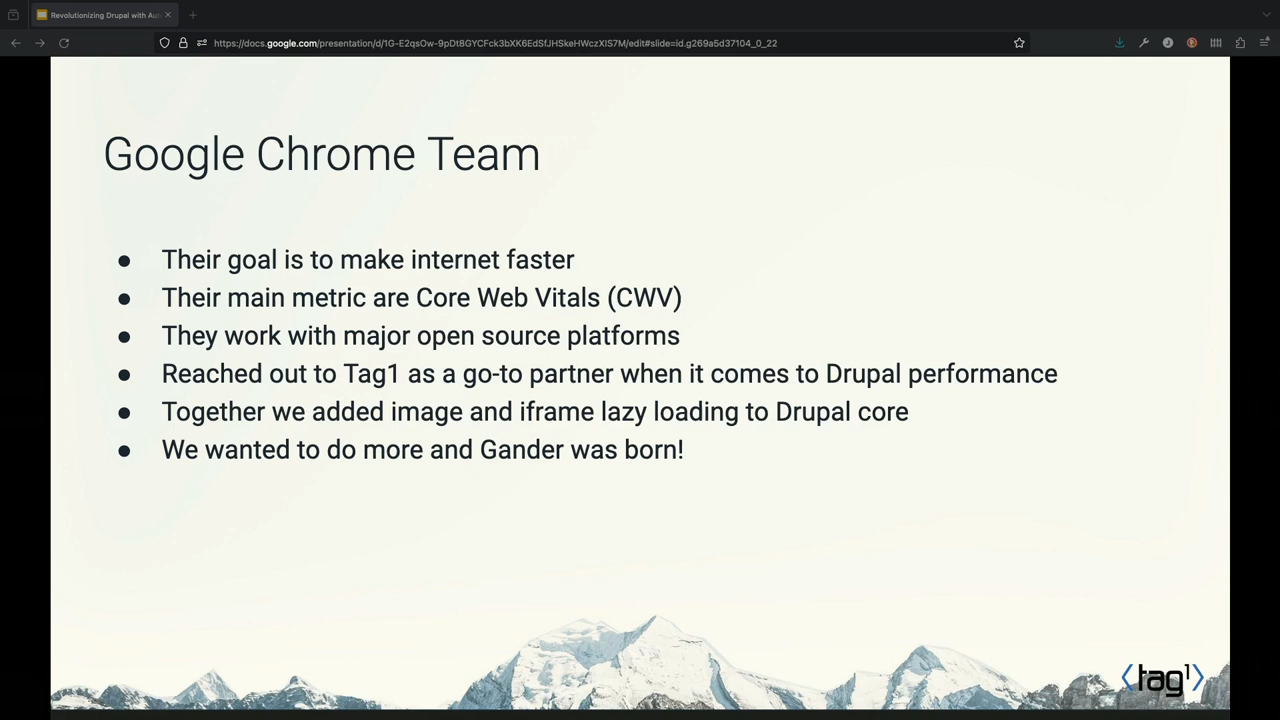 Revolutionizing Drupal with Aut
https://docs.google.com/presentation/d/1G-E2qsOw-9pDt8GYCFck3bXK6EdSfJHSkeHWczXIS7M/edit#slide=id.g269a5d37104_0_22
Google Chrome Team
● Their goal is to make internet faster
● Their main metric are Core Web Vitals (CWV)
● They work with major open source platforms
● Reached out to Tag1 as a go-to partner when it comes to Drupal performance
● Together we added image and iframe lazy loading to Drupal core
● We wanted to do more and Gander was born!
tag1